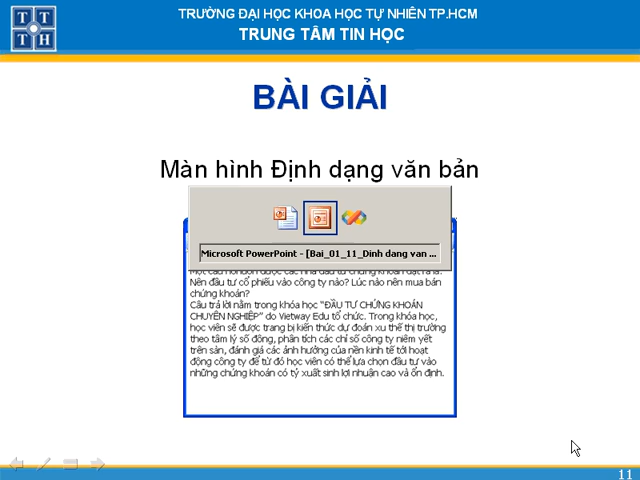 TRƯỜNG ĐẠI HỌC KHOA HỌC TỰ NHIÊN TP.HCM
TRUNG TÂM TIN HỌC
T T
T H
BÀI GIẢI
Màn hình Định dạng văn bản
Microsoft PowerPoint - [Bai_01_11_Dinh dang van ...
Nên đầu tư cổ phiếu vào công ty nào? Lúc nào nên mua bán
chứng khoán?
Câu trả lời nằm trong khóa học "ĐẦU TƯ CHỨNG KHOÁN
CHUYÊN NGHIỆP" do Vietway Edu tổ chức. Trong khóa học,
học viên sẽ được trang bị kiến thức dự đoán xu thế thị trường
theo tâm lý số đông, phân tích các chỉ số công ty niêm yết
trên sàn, đánh giá các ảnh hưởng của nền kinh tế tới hoạt
động công ty để từ đó học viên có thể lựa chọn đầu tư vào
những chứng khoán có tỷ xuất sinh lợi nhuận cao và ổn định.
11